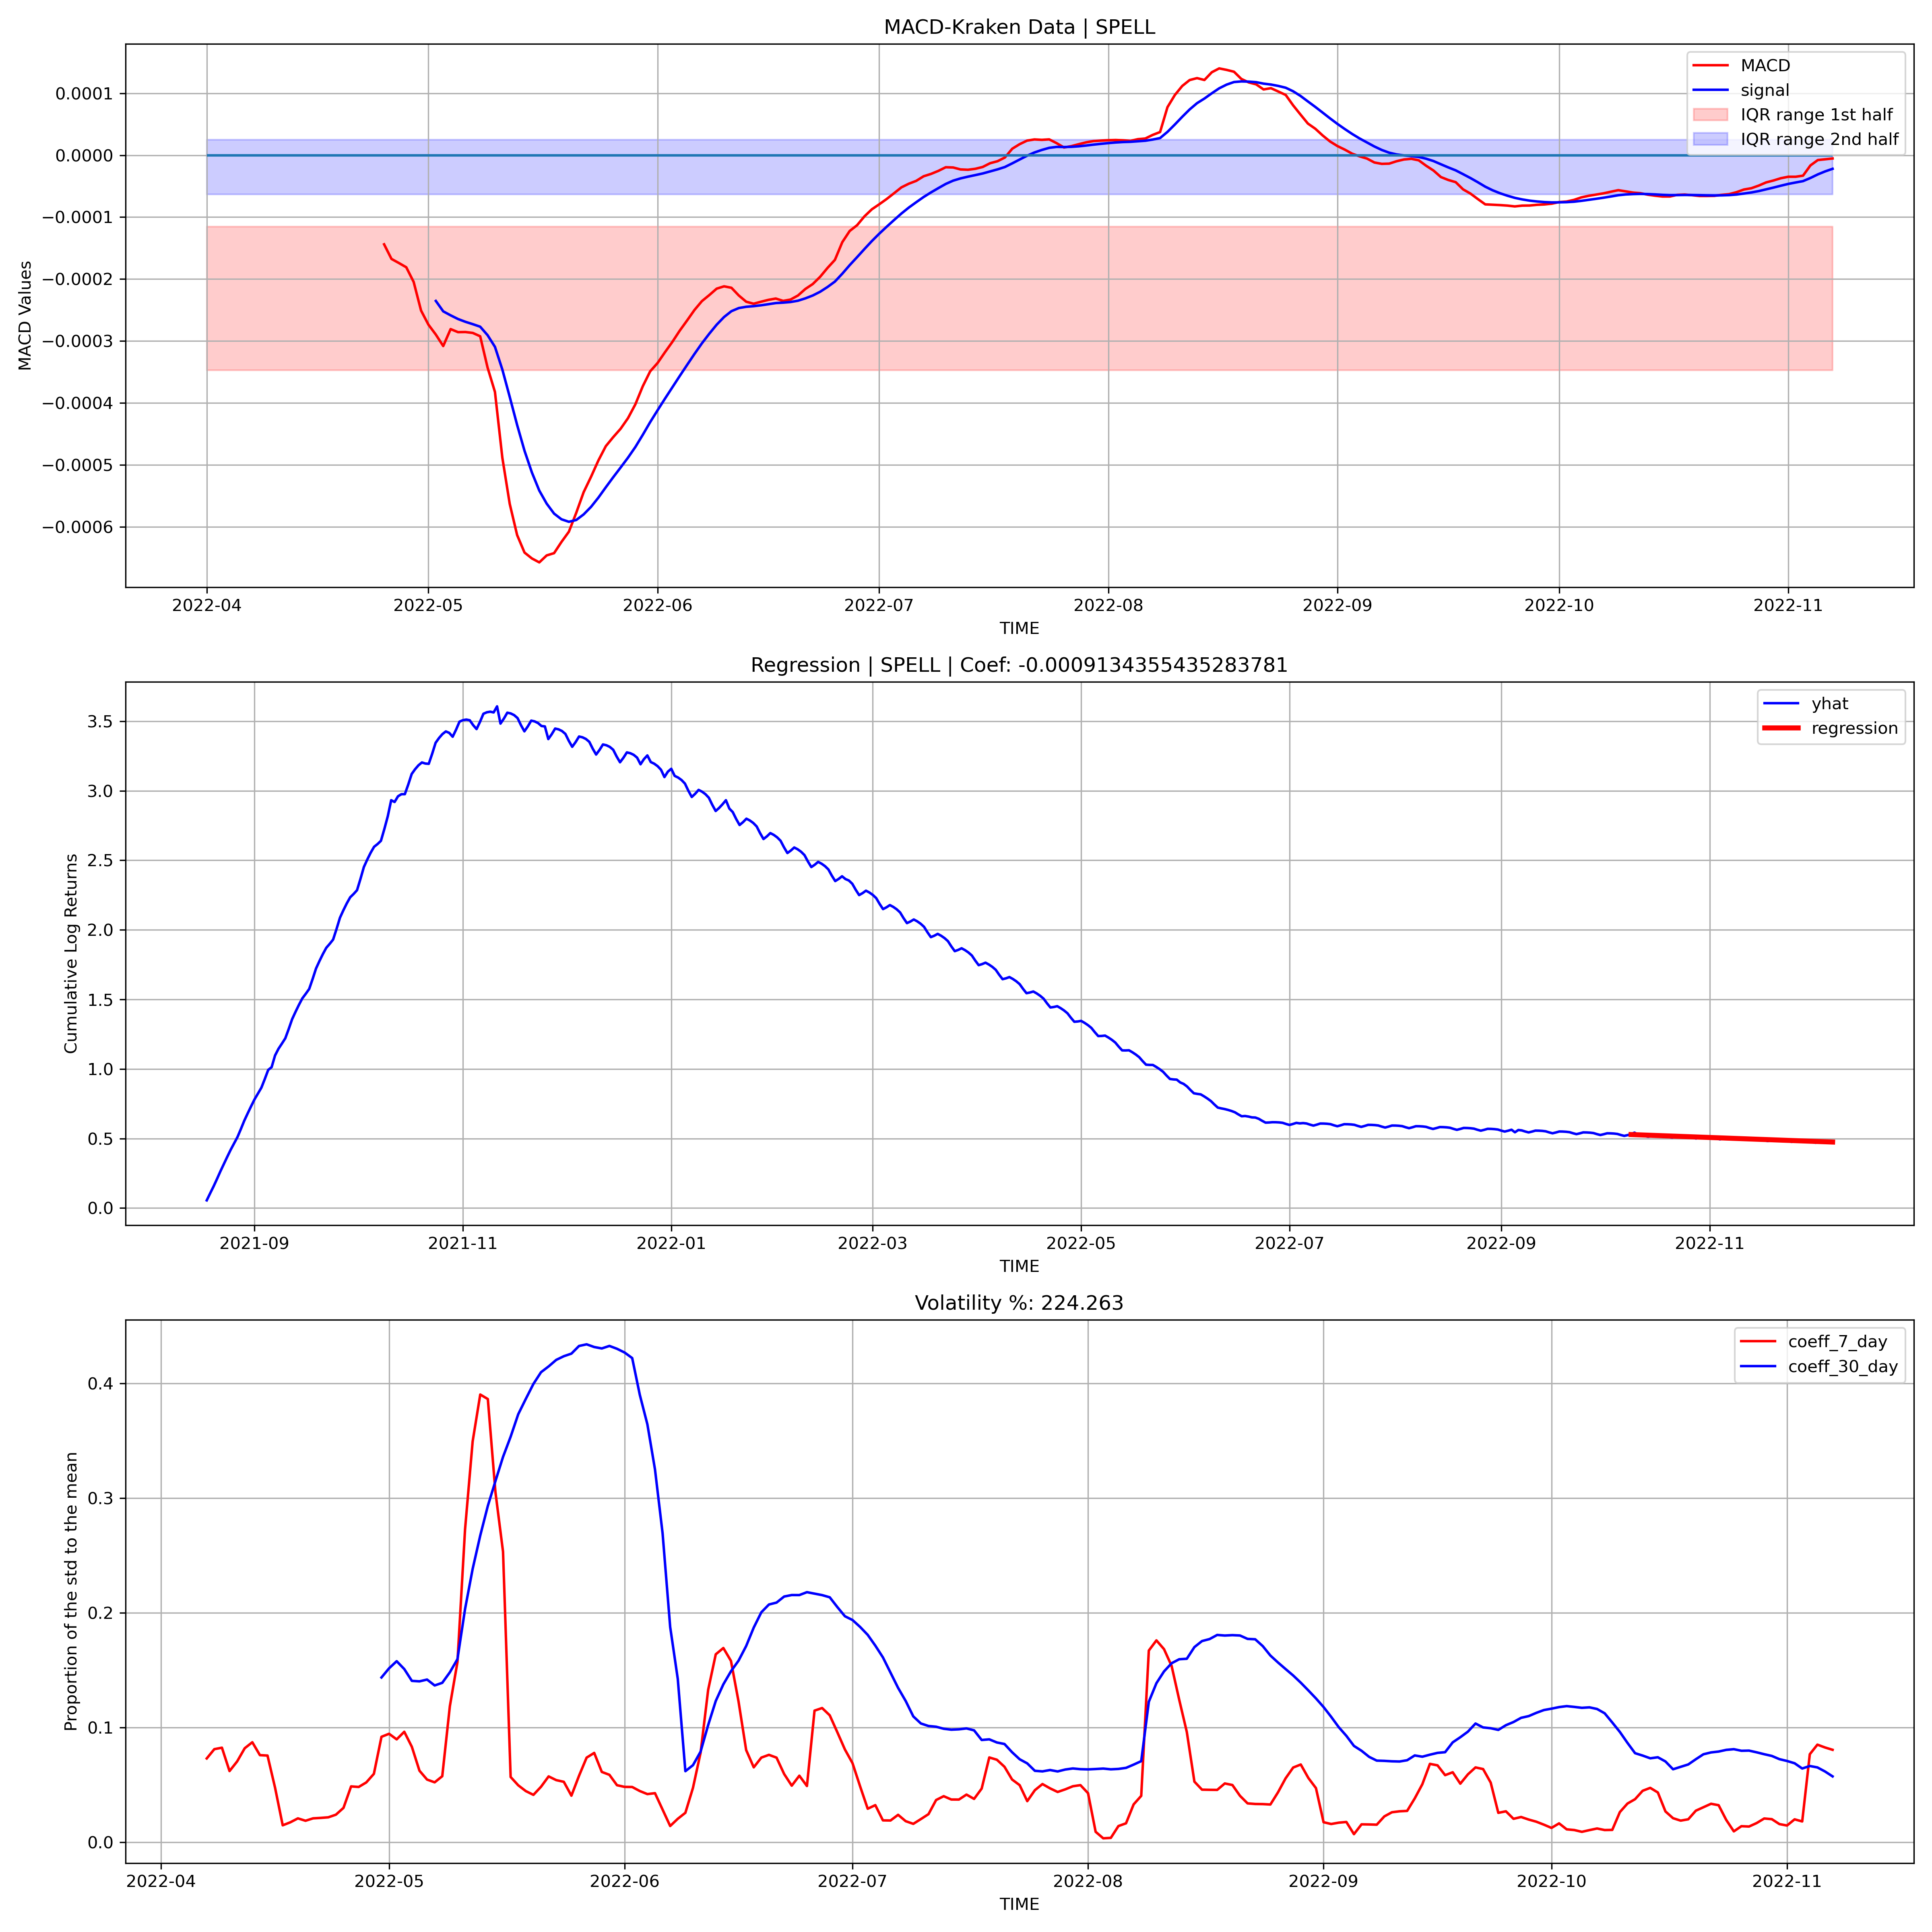 MACD-Kraken Data | SPELL
MACD
signal
IQR range 1st half
IQR range 2nd half
0.0001
0.0000
−0.0001
−0.0002
−0.0003
−0.0004
−0.0005
−0.0006
MACD Values
2022-04 2022-05 2022-06 2022-07 2022-08 2022-09 2022-10 2022-11
TIME
Regression | SPELL | Coef: -0.0009134355435283781
yhat
regression
3.5
3.0
2.5
2.0
1.5
1.0
0.5
0.0
Cumulative Log Returns
2021-09 2021-11 2022-01 2022-03 2022-05 2022-07 2022-09 2022-11
TIME
Volatility %: 224.263
coeff_7_day
coeff_30_day
0.4
0.3
0.2
0.1
0.0
Proportion of the std to the mean
2022-04 2022-05 2022-06 2022-07 2022-08 2022-09 2022-10 2022-11
TIME